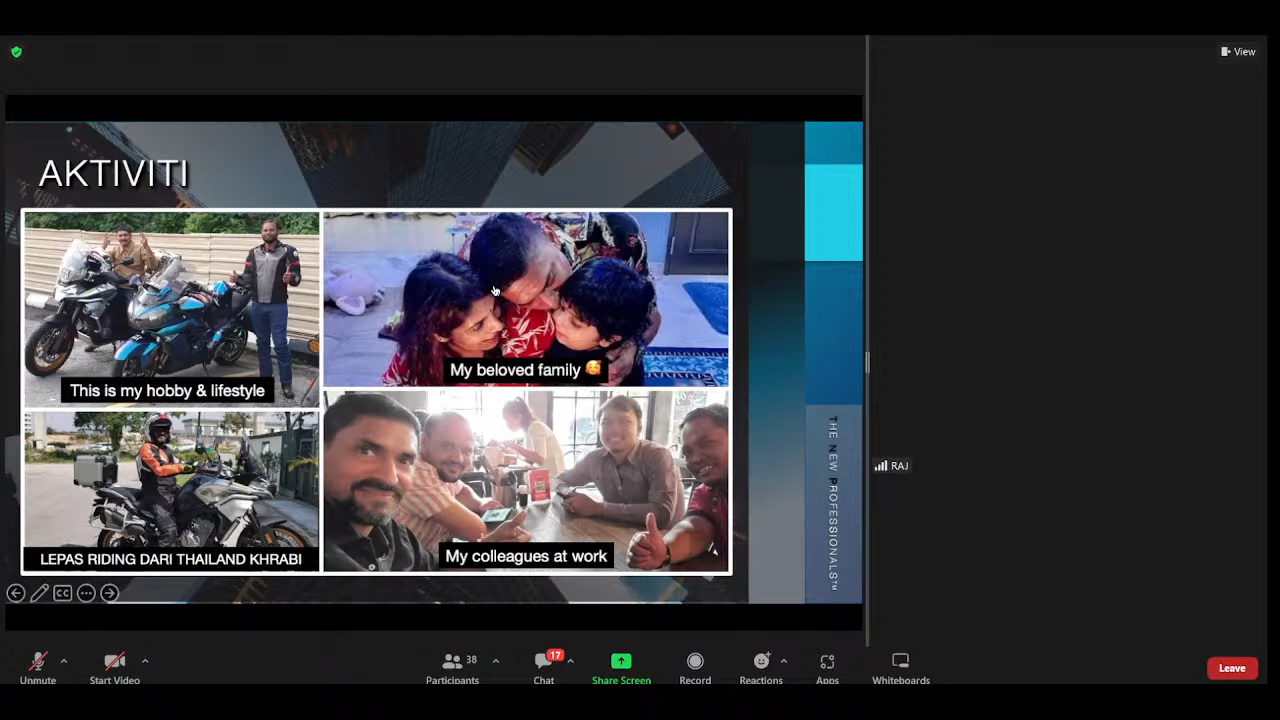 View
AKTIVITI
This is my hobby & lifestyle
My beloved family 🥰
LEPAS RIDING DARI THAILAND KHRABI
My colleagues at work
THE NEW PROFESSIONALS™
RAJ
CC
Unmute
Start Video
38
Participants
17
Chat
Share Screen
Record
Reactions
Apps
Whiteboards
Leave